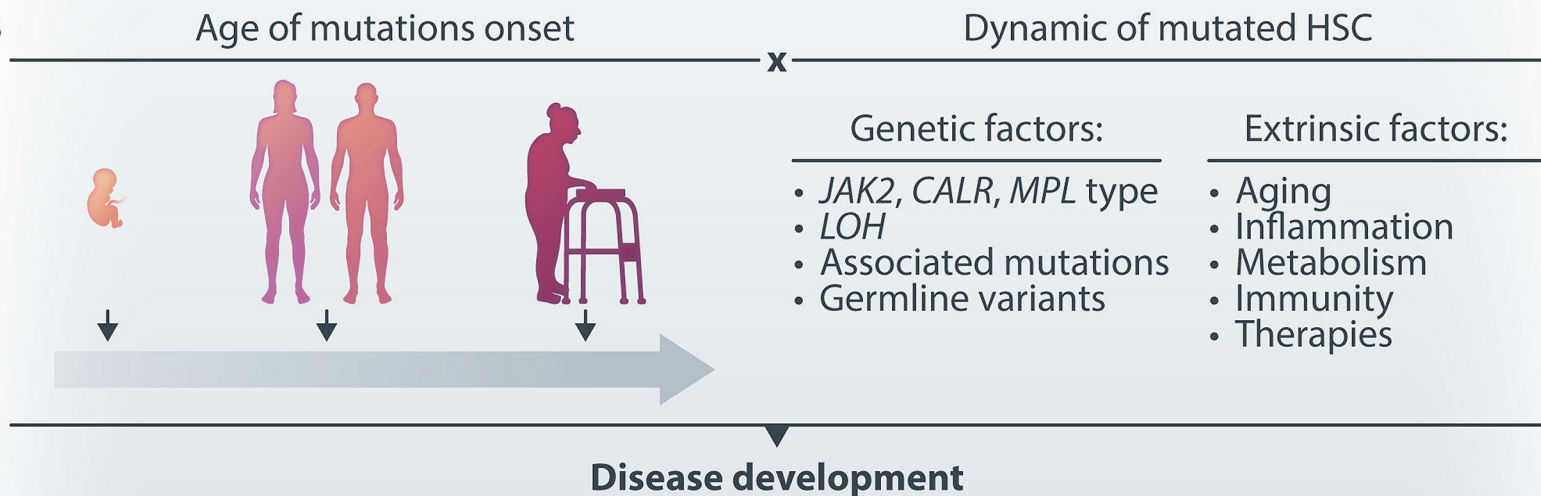 Age of mutations onset
x
Dynamic of mutated HSC
Genetic factors:
• JAK2, CALR, MPL type
• LOH
• Associated mutations
• Germline variants
Extrinsic factors:
• Aging
• Inflammation
• Metabolism
• Immunity
• Therapies
Disease development